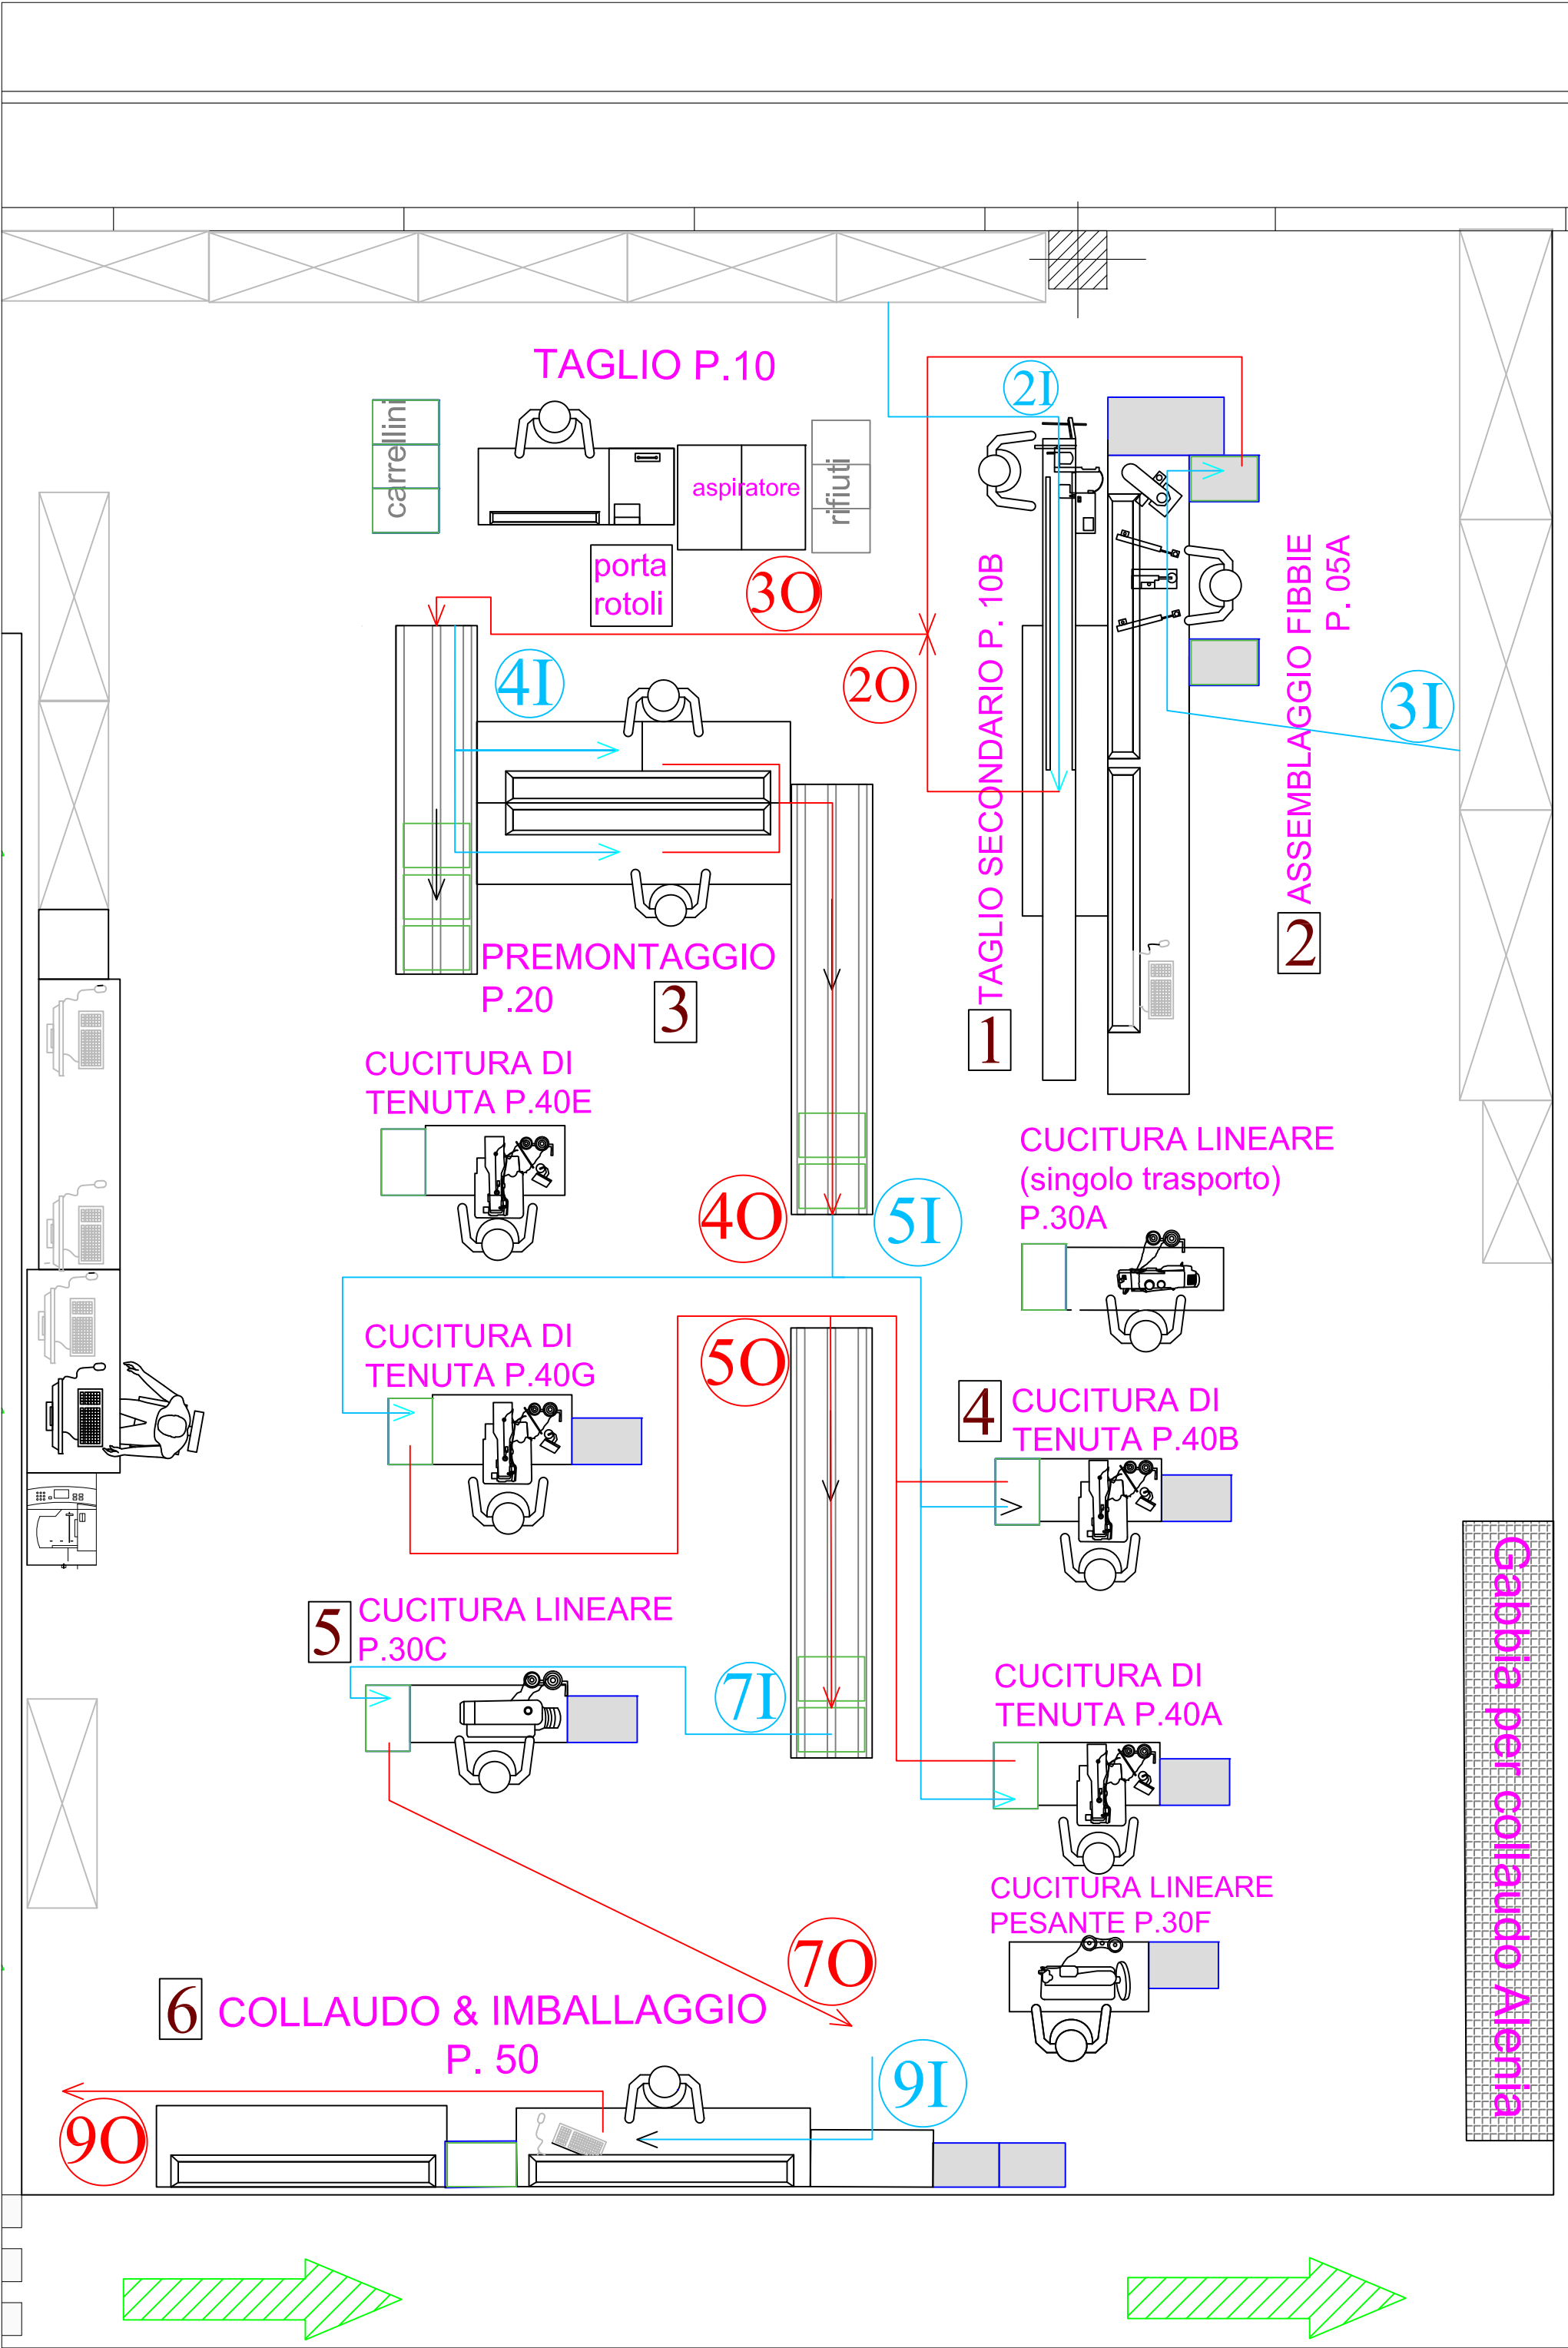 TAGLIO P.10
carrellini
aspiratore
rifiuti
porta
rotoli
3O
2I
TAGLIO SECONDARIO P. 10B
1
ASSEMBLAGGIO FIBBIE
P. 05A
2
3I
4I
2O
PREMONTAGGIO
P.20
3
CUCITURA DI
TENUTA P.40E
4O
5I
CUCITURA LINEARE
(singolo trasporto)
P.30A
CUCITURA DI
TENUTA P.40G
5O
4
CUCITURA DI
TENUTA P.40B
5
CUCITURA LINEARE
P.30C
7I
CUCITURA DI
TENUTA P.40A
Gabbia per collaudo Alenia
CUCITURA LINEARE
PESANTE P.30F
7O
6
COLLAUDO & IMBALLAGGIO
P. 50
9I
9O